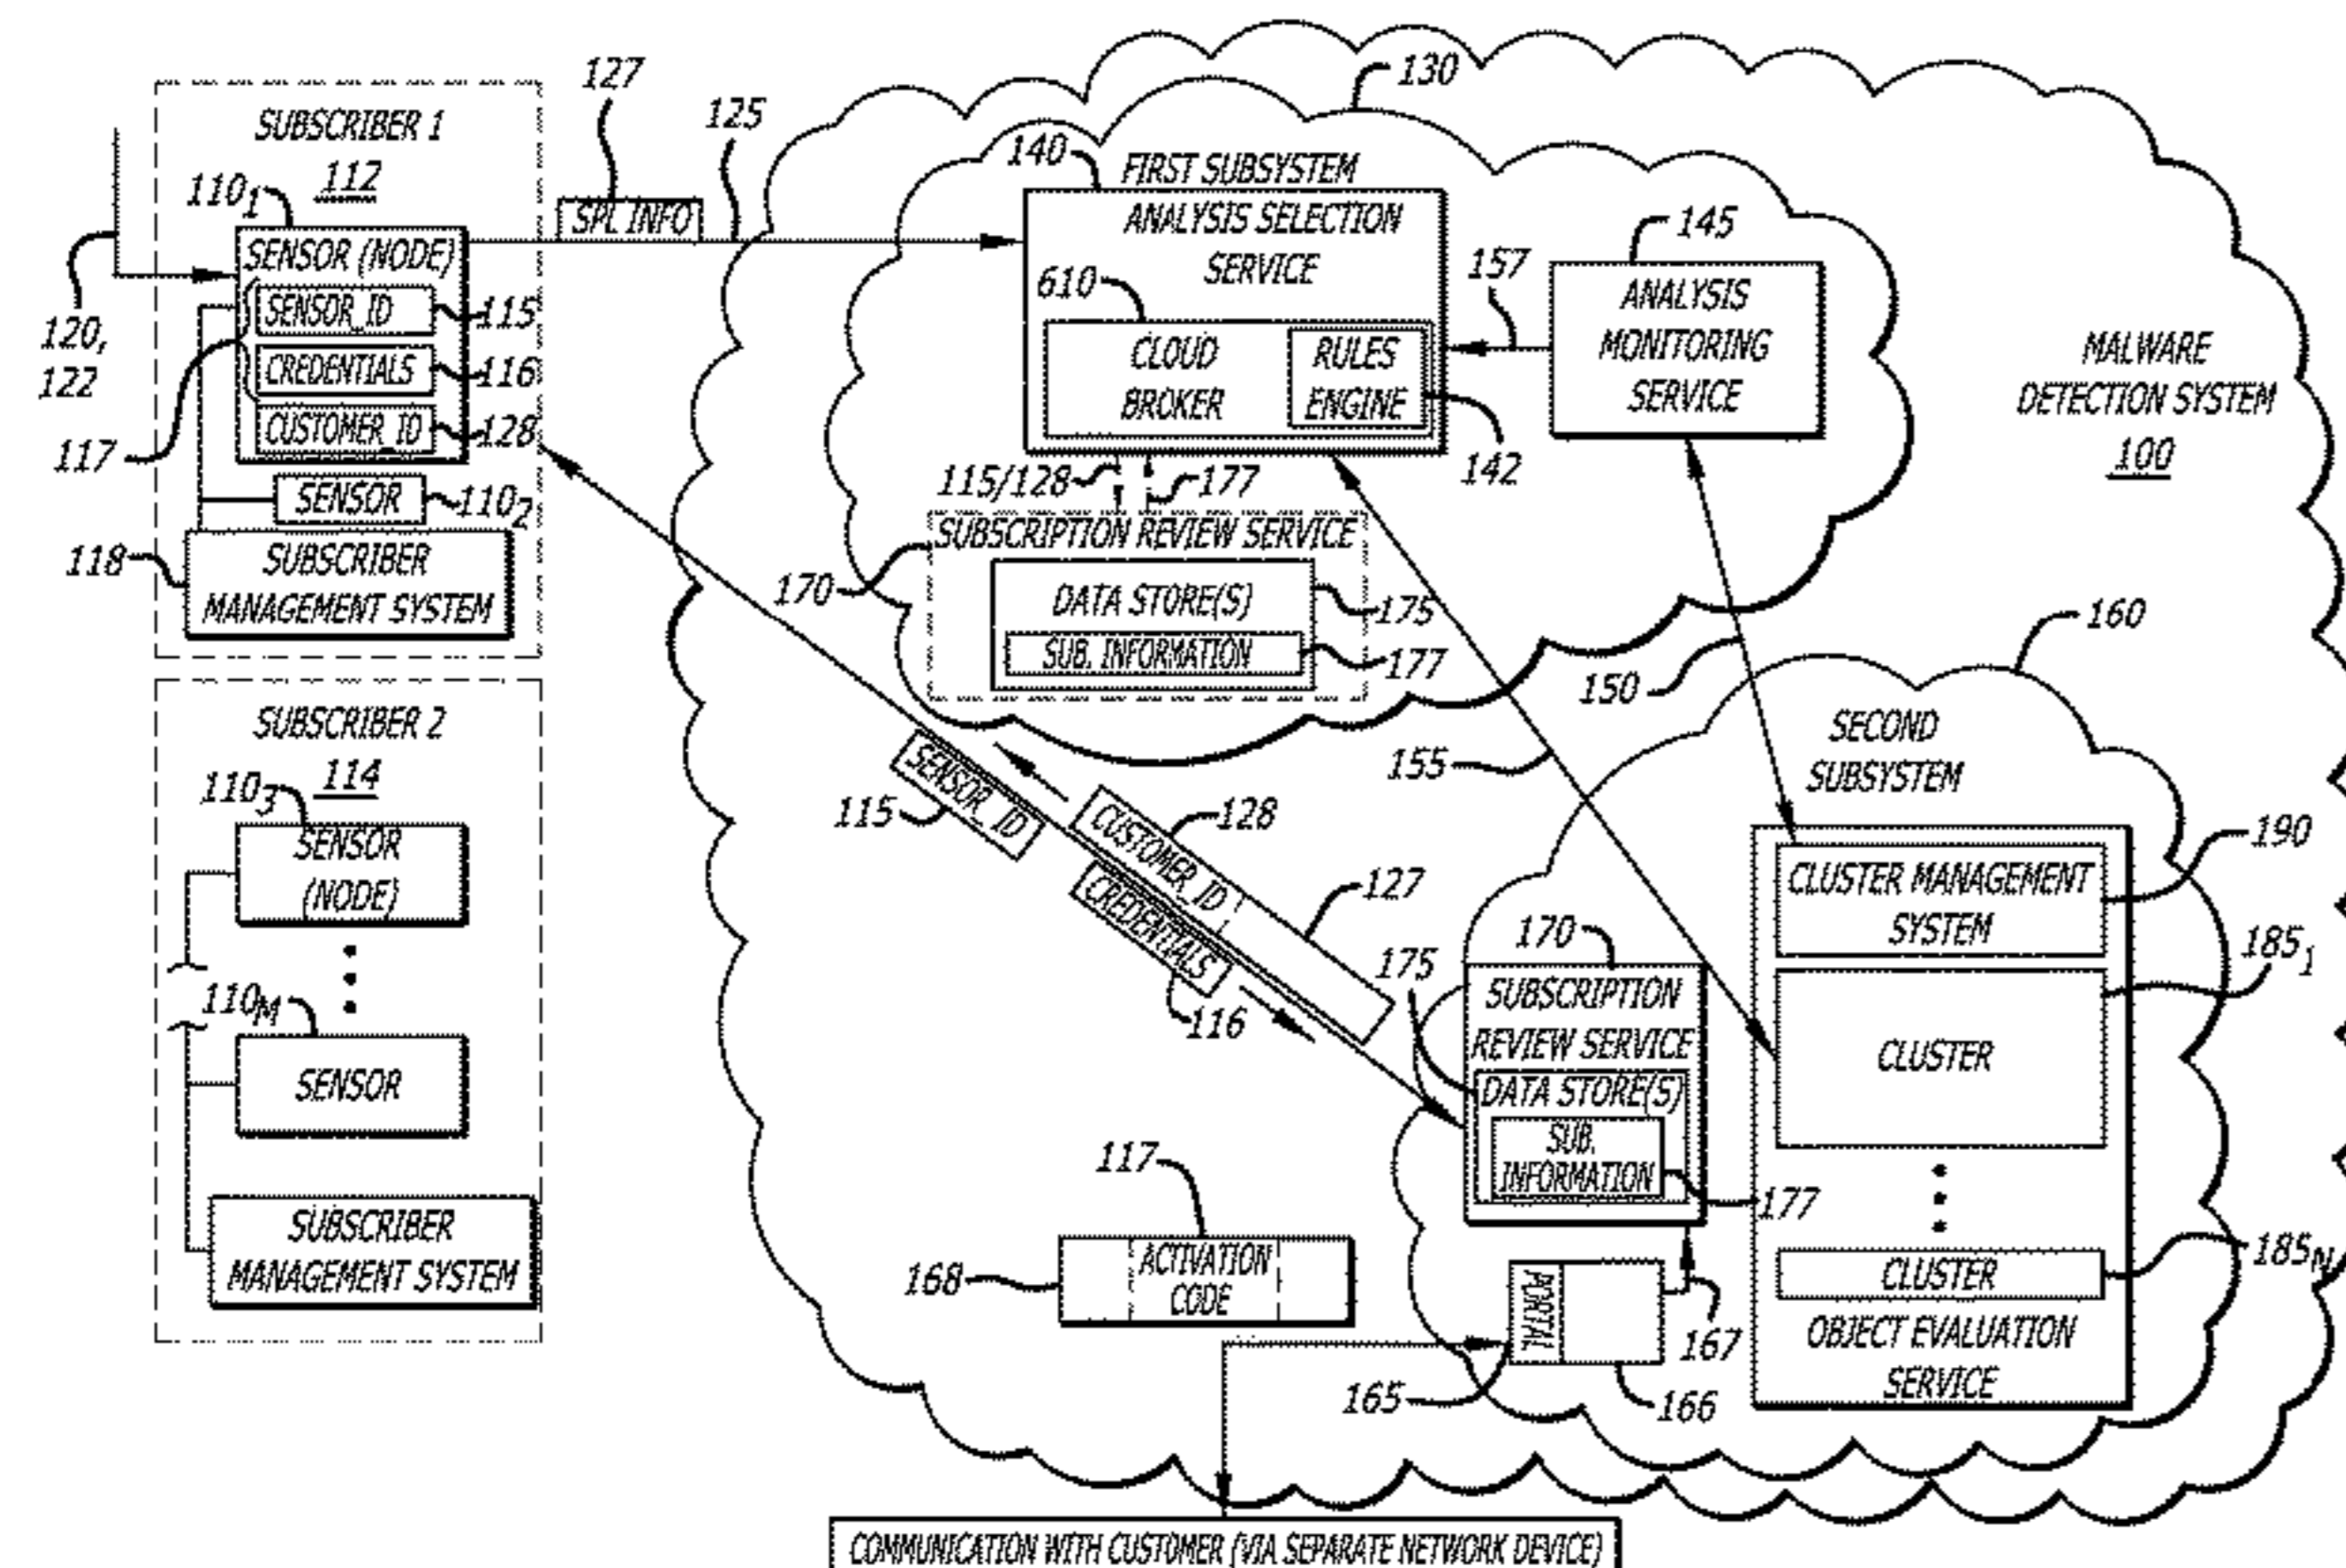 127
130
SUBSCRIBER 1
112
125
140
FIRST SUBSYSTEM
110₁
SPL INFO
ANALYSIS SELECTION
SERVICE
145
SENSOR (NODE)
SENSOR_ID
115
610
157
ANALYSIS
MONITORING
SERVICE
120,
122
CREDENTIALS
116
CLOUD
BROKER
RULES
ENGINE
MALWARE
DETECTION SYSTEM
100
117
CUSTOMER_ID
128
142
115/128
177
SENSOR
110₂
SUBSCRIPTION REVIEW SERVICE
118
SUBSCRIBER
MANAGEMENT SYSTEM
170
DATA STORE(S)
175
SUB. INFORMATION
177
160
150
SUBSCRIBER 2
114
SECOND
SUBSYSTEM
155
110₃
SENSOR
(NODE)
SENSOR_ID
115
CUSTOMER_ID
128
CREDENTIALS
116
127
190
CLUSTER MANAGEMENT
SYSTEM
170
175
185₁
SUBSCRIPTION
REVIEW SERVICE
110M
SENSOR
CLUSTER
DATA STORE(S)
SUB.
INFORMATION
177
117
SUBSCRIBER
MANAGEMENT SYSTEM
168
ACTIVATION
CODE
PORTAL
167
185N
CLUSTER
OBJECT EVALUATION
SERVICE
165
166
COMMUNICATION WITH CUSTOMER (VIA SEPARATE NETWORK DEVICE)